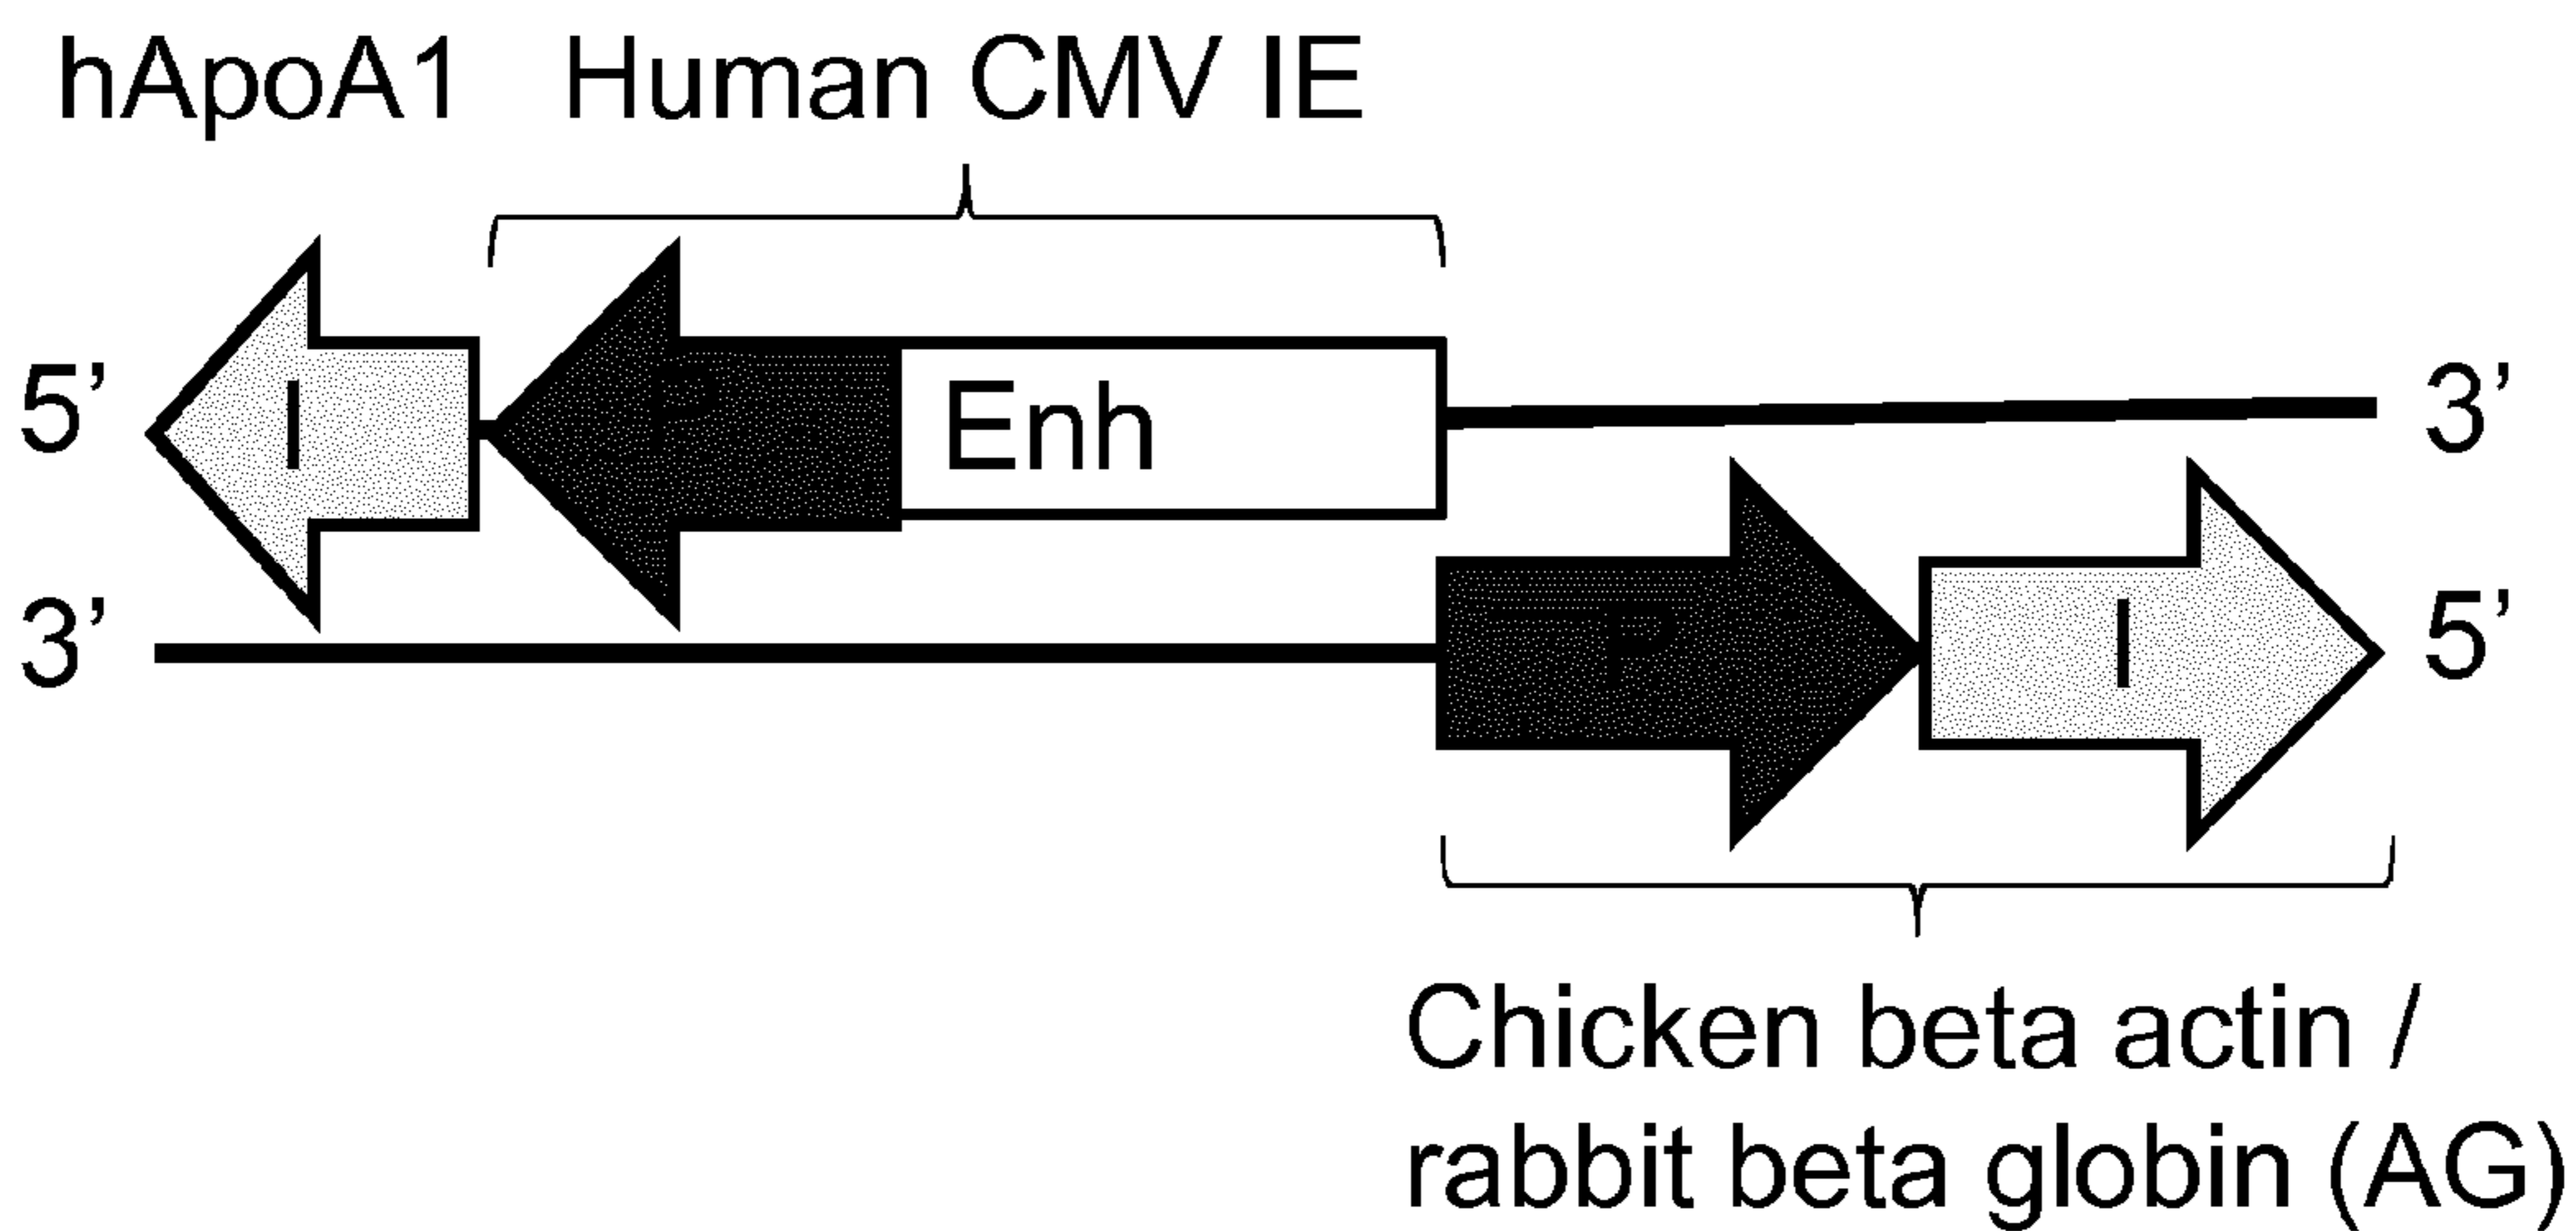 hApoA1 Human CMV IE
5’ I P Enh 3’
3’ P I 5’
Chicken beta actin /
rabbit beta globin (AG)